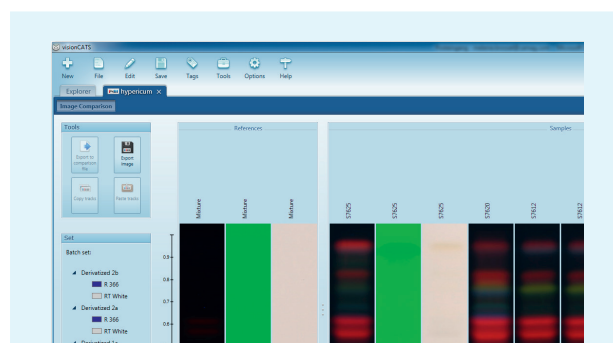 visionCATS
New File Edit Save Tags Tools Options Help
Explorer hypericum ×
Image Comparison
Tools
Export to comparison file
Export image
Copy tracks
Paste tracks
Set
Batch set:
Derivatized 2b
R 366
RT White
Derivatized 2a
R 366
RT White
References
Mixture
Mixture
Mixture
0.9
0.8
0.7
0.6
Samples
S7625
S7625
S7625
S7620
S7612
S7612